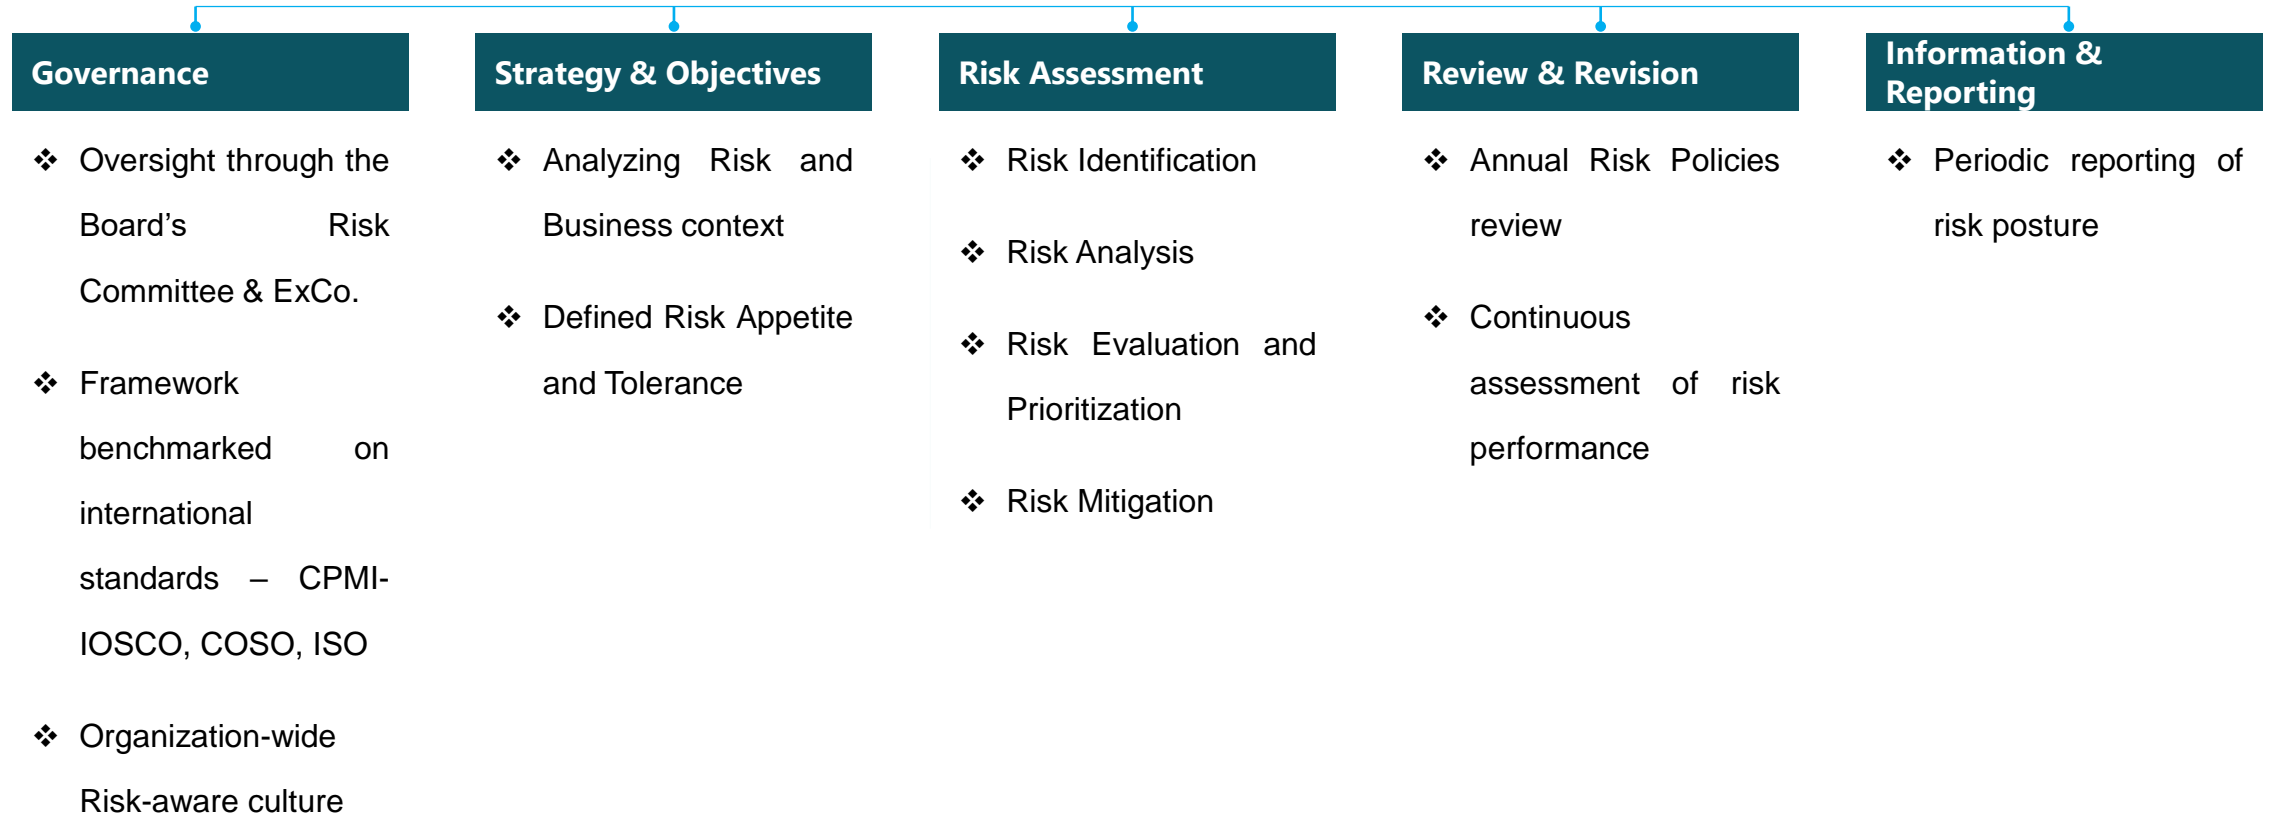 Governance
❖ Oversight through the
Board’s Risk
Committee & ExCo.
❖ Framework
benchmarked on
international
standards – CPMI-
IOSCO, COSO, ISO
❖ Organization-wide
Risk-aware culture
Strategy & Objectives
❖ Analyzing Risk and
Business context
❖ Defined Risk Appetite
and Tolerance
Risk Assessment
❖ Risk Identification
❖ Risk Analysis
❖ Risk Evaluation and
Prioritization
❖ Risk Mitigation
Review & Revision
❖ Annual Risk Policies
review
❖ Continuous
assessment of risk
performance
Information &
Reporting
❖ Periodic reporting of
risk posture